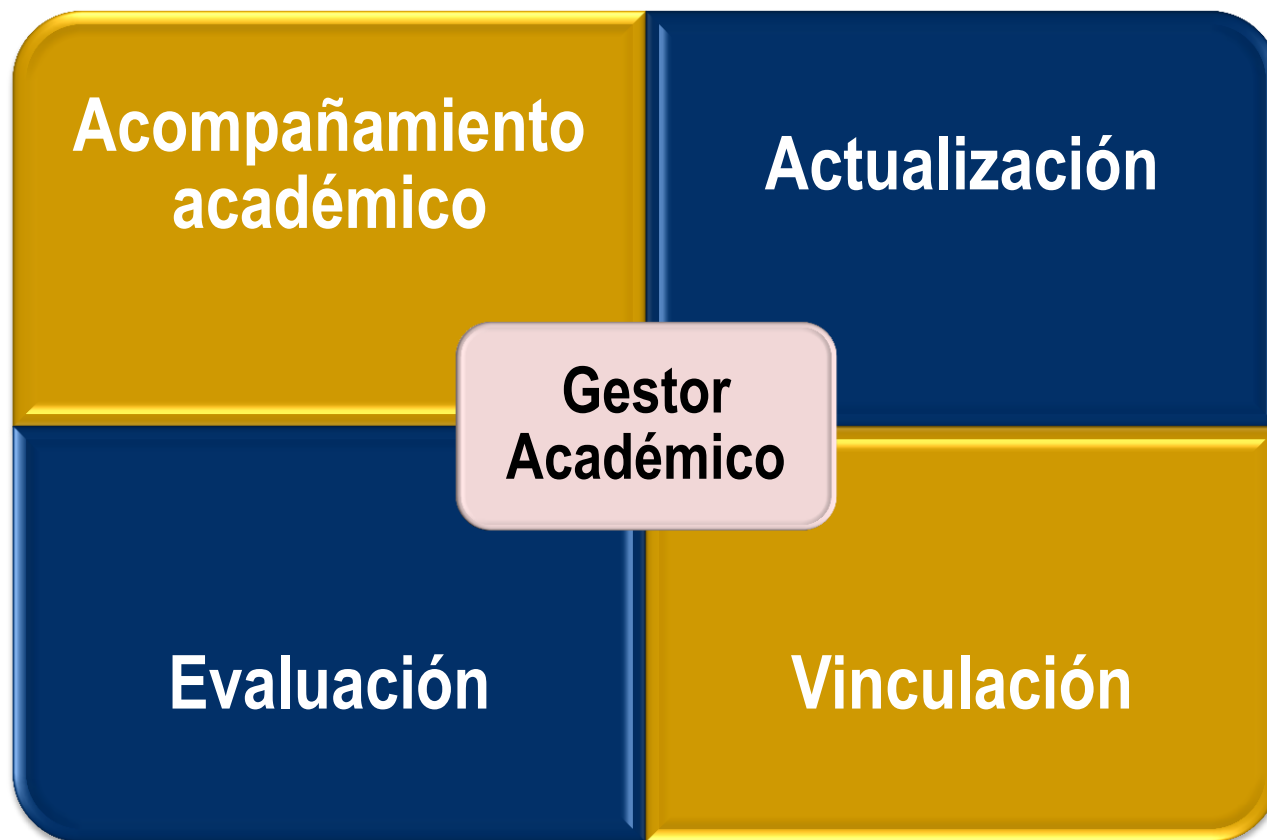 Acompañamiento
académico
Actualización
Gestor
Académico
Evaluación
Vinculación